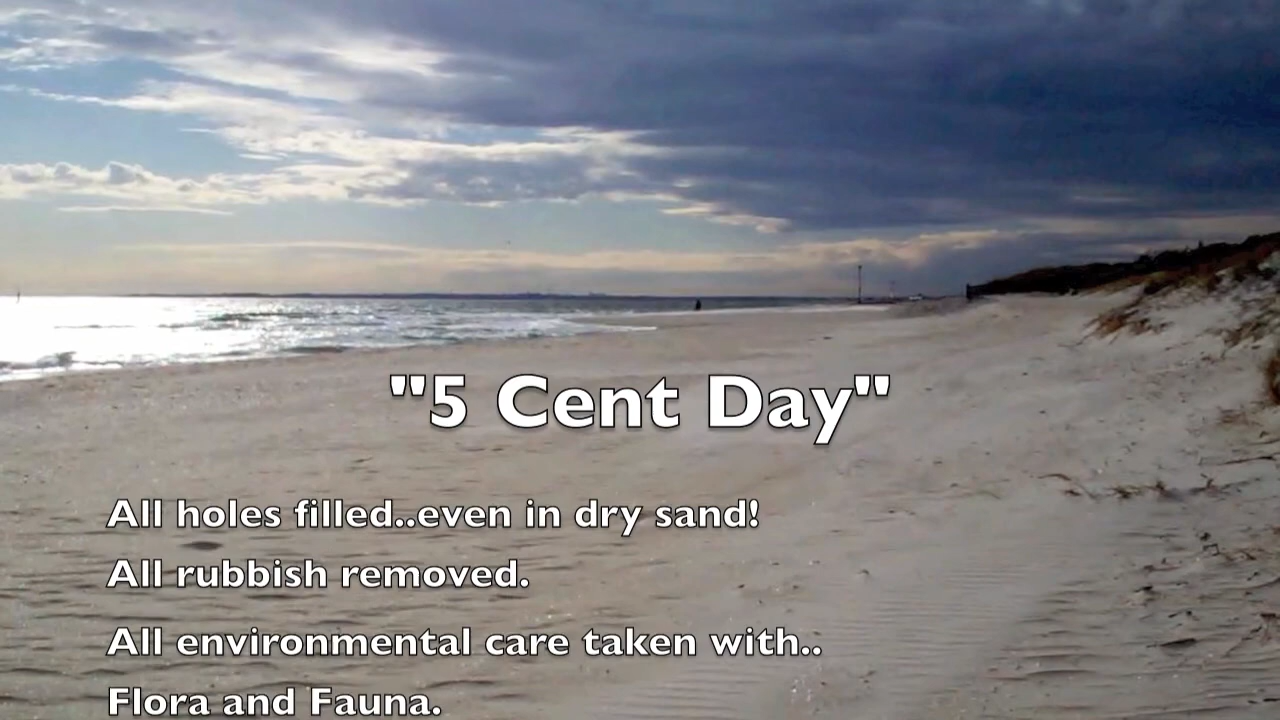 "5 Cent Day"
All holes filled..even in dry sand!
All rubbish removed.
All environmental care taken with..
Flora and Fauna.